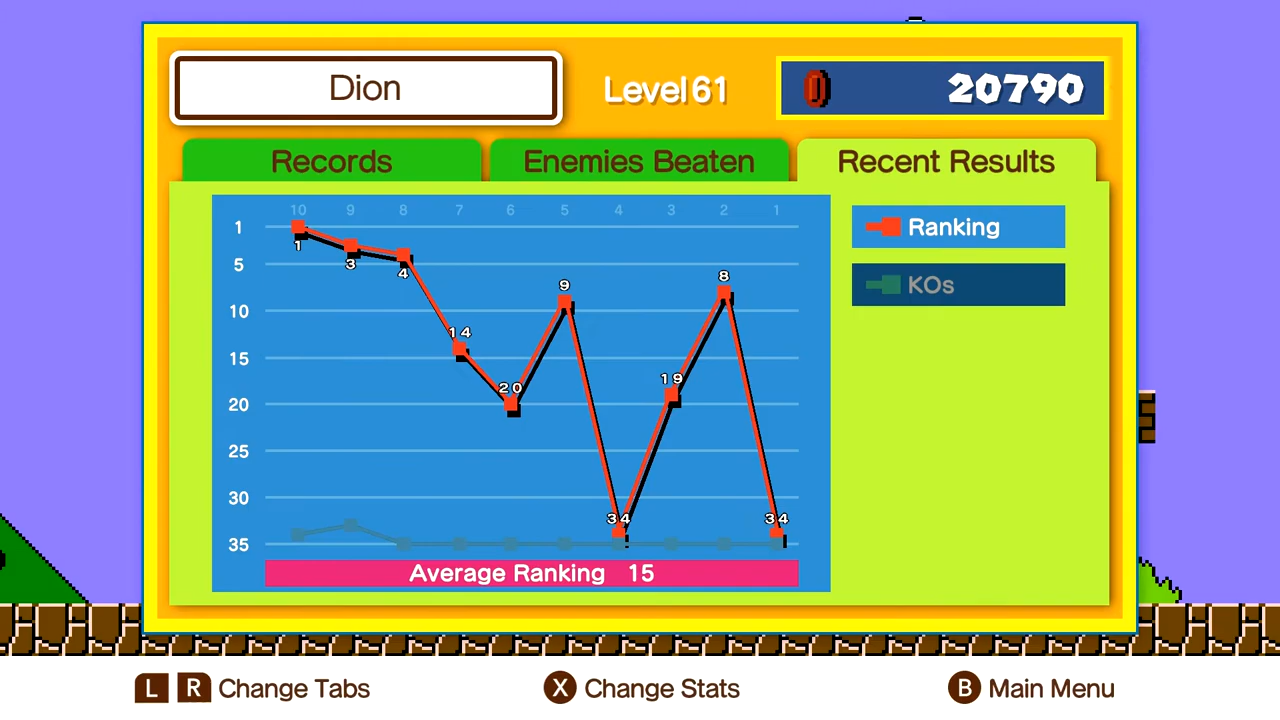 Dion
Level 61
20790
Records
Enemies Beaten
Recent Results
10 9 8 7 6 5 4 3 2 1
1
5
10
15
20
25
30
35
1 3 4 14 20 9 34 19 8 34
Average Ranking 15
Ranking
KOs
L R Change Tabs
X Change Stats
B Main Menu